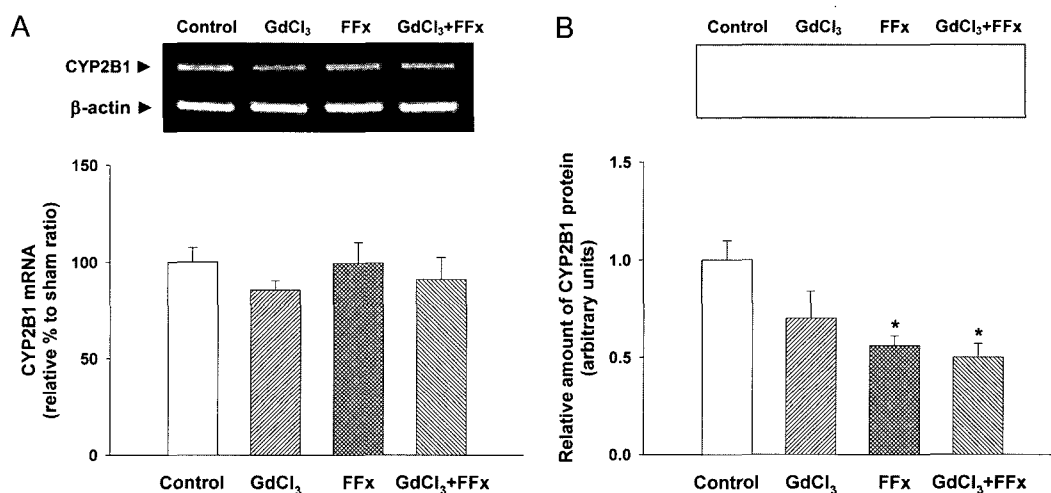 A
Control GdCl₃ FFx GdCl₃+FFx
CYP2B1
β-actin
CYP2B1 mRNA
(relative % to sham ratio)
150
100
50
0
Control GdCl₃ FFx GdCl₃+FFx
B
Control GdCl₃ FFx GdCl₃+FFx
Relative amount of CYP2B1 protein
(arbitrary units)
1.5
1.0
0.5
0.0
* *
Control GdCl₃ FFx GdCl₃+FFx